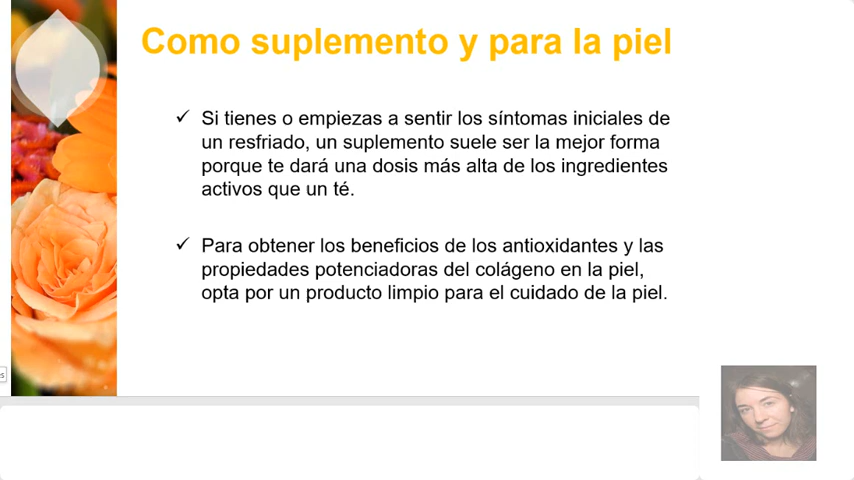 Como suplemento y para la piel
✓ Si tienes o empiezas a sentir los síntomas iniciales de
un resfriado, un suplemento suele ser la mejor forma
porque te dará una dosis más alta de los ingredientes
activos que un té.
✓ Para obtener los beneficios de los antioxidantes y las
propiedades potenciadoras del colágeno en la piel,
opta por un producto limpio para el cuidado de la piel.